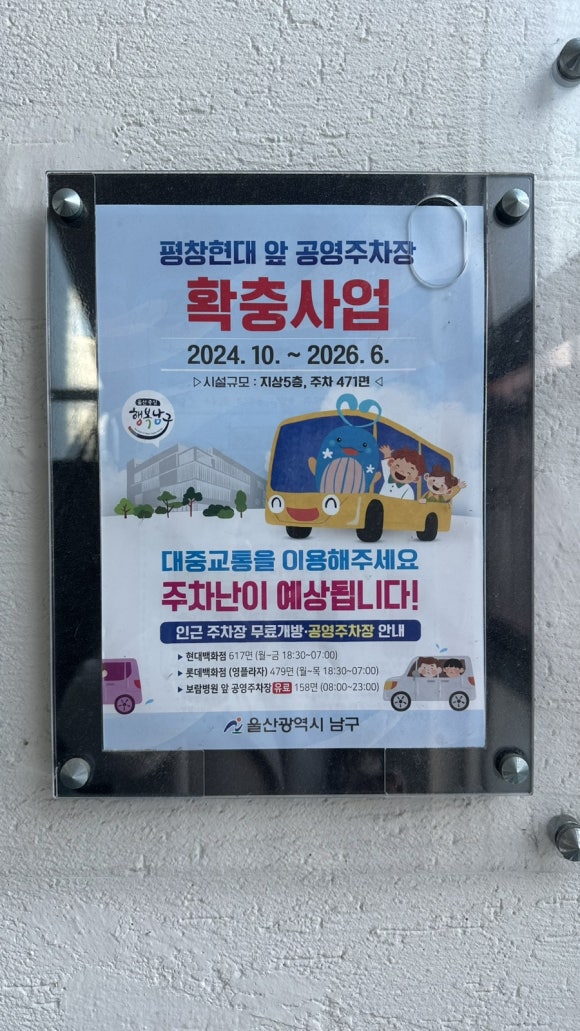 평창현대 앞 공영주차장
확충사업
2024. 10. ~ 2026. 6.
▷시설규모 : 지상5층, 주차 471면 ◁
울산중심
행복남구
대중교통을 이용해주세요
주차난이 예상됩니다!
인근 주차장 무료개방·공영주차장 안내
▶ 현대백화점 617면 (월~금 18:30~07:00)
▶ 롯데백화점 (영플라자) 479면 (월~목 18:30~07:00)
▶ 보람병원 앞 공영주차장 유료 158면 (08:00~23:00)
울산광역시 남구